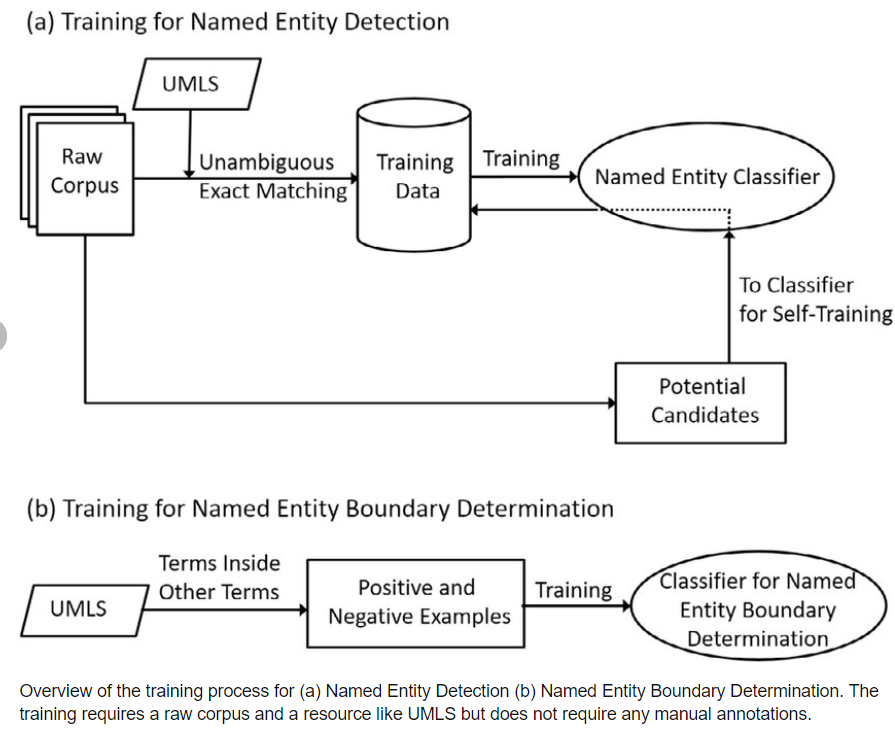 (a) Training for Named Entity Detection
UMLS
Raw
Corpus
Unambiguous
Exact Matching
Training
Data
Training
Named Entity Classifier
To Classifier
for Self-Training
Potential
Candidates
(b) Training for Named Entity Boundary Determination
UMLS
Terms Inside
Other Terms
Positive and
Negative Examples
Training
Classifier for Named
Entity Boundary
Determination
Overview of the training process for (a) Named Entity Detection (b) Named Entity Boundary Determination. The
training requires a raw corpus and a resource like UMLS but does not require any manual annotations.